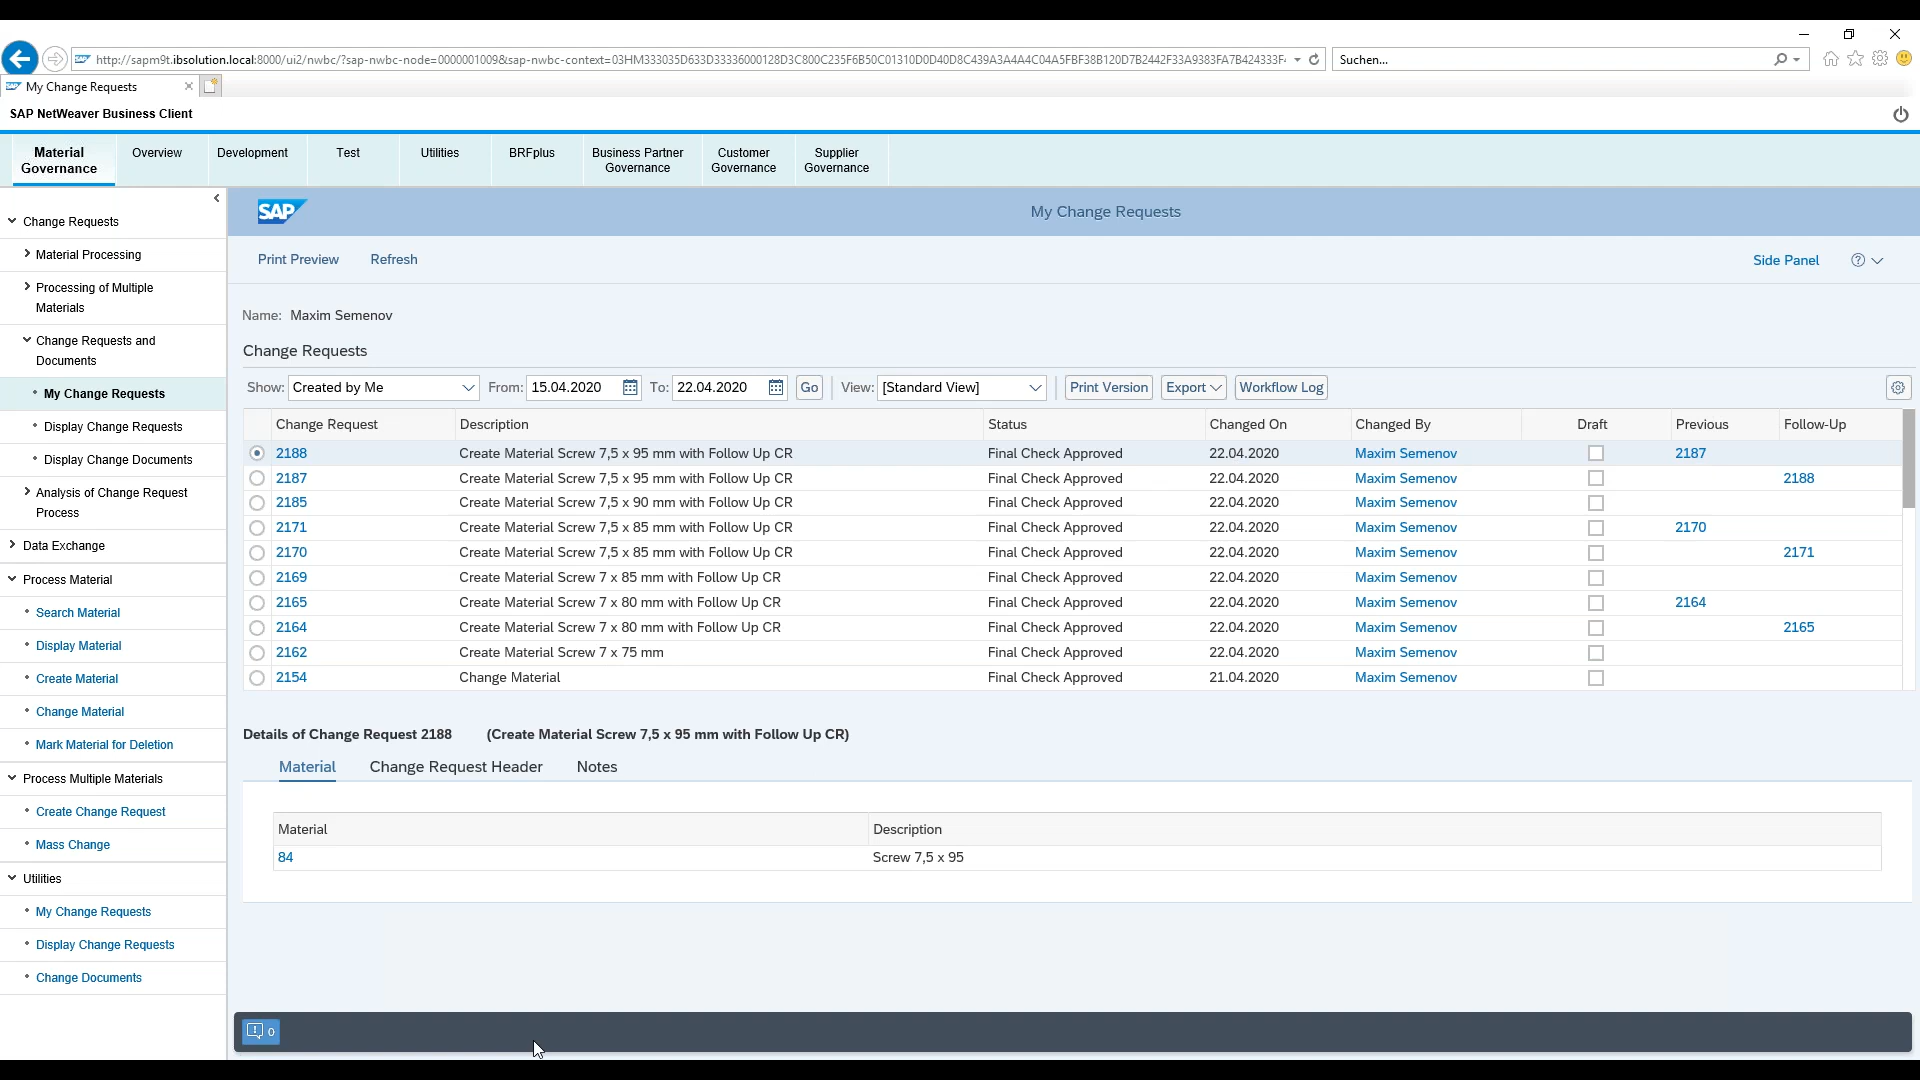 http://sapm9t.ibsolution.local:8000/ui2/nwbc/?sap-nwbc-node=0000001009&sap-nwbc-context=03HM333035D633D33336000128D3C800C235F6B50C01310D0D40D8C439A3A4A4C04A5FBF38B120D7B2442F33A9383FA7B424333F Suchen...
My Change Requests
SAP NetWeaver Business Client
Material Governance Overview Development Test Utilities BRFplus Business Partner Governance Customer Governance Supplier Governance
Change Requests
Material Processing
Processing of Multiple
Materials
Change Requests and
Documents
My Change Requests
Display Change Requests
Display Change Documents
Analysis of Change Request
Process
Data Exchange
Process Material
Search Material
Display Material
Create Material
Change Material
Mark Material for Deletion
Process Multiple Materials
Create Change Request
Mass Change
Utilities
My Change Requests
Display Change Requests
Change Documents
SAP My Change Requests
Print Preview Refresh Side Panel
Name: Maxim Semenov
Change Requests
Show: Created by Me From: 15.04.2020 To: 22.04.2020 Go View: [Standard View] Print Version Export Workflow Log
Change Request Description Status Changed On Changed By Draft Previous Follow-Up
2188 Create Material Screw 7,5 x 95 mm with Follow Up CR Final Check Approved 22.04.2020 Maxim Semenov 2187
2187 Create Material Screw 7,5 x 95 mm with Follow Up CR Final Check Approved 22.04.2020 Maxim Semenov 2188
2185 Create Material Screw 7,5 x 90 mm with Follow Up CR Final Check Approved 22.04.2020 Maxim Semenov
2171 Create Material Screw 7,5 x 85 mm with Follow Up CR Final Check Approved 22.04.2020 Maxim Semenov 2170
2170 Create Material Screw 7,5 x 85 mm with Follow Up CR Final Check Approved 22.04.2020 Maxim Semenov 2171
2169 Create Material Screw 7 x 85 mm with Follow Up CR Final Check Approved 22.04.2020 Maxim Semenov
2165 Create Material Screw 7 x 80 mm with Follow Up CR Final Check Approved 22.04.2020 Maxim Semenov 2164
2164 Create Material Screw 7 x 80 mm with Follow Up CR Final Check Approved 22.04.2020 Maxim Semenov 2165
2162 Create Material Screw 7 x 75 mm Final Check Approved 22.04.2020 Maxim Semenov
2154 Change Material Final Check Approved 21.04.2020 Maxim Semenov
Details of Change Request 2188 (Create Material Screw 7,5 x 95 mm with Follow Up CR)
Material Change Request Header Notes
Material Description
84 Screw 7,5 x 95
0